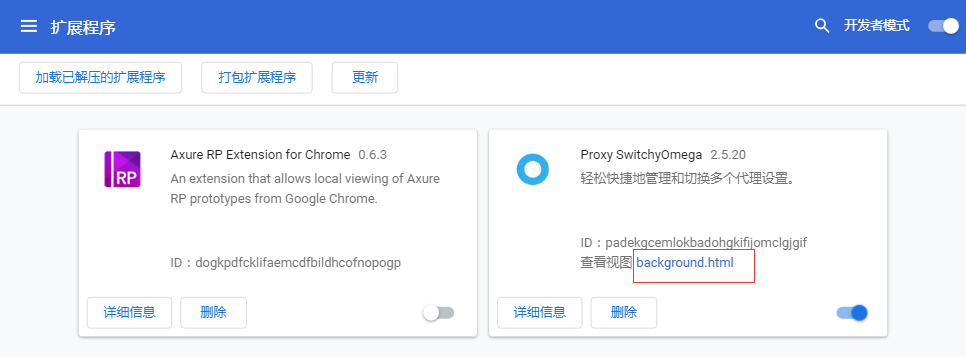 扩展程序
开发者模式
加载已解压的扩展程序
打包扩展程序
更新
RP
Axure RP Extension for Chrome 0.6.3
An extension that allows local viewing of Axure
RP prototypes from Google Chrome.
ID：dogkpdfcklifaemcdfbildhcofnopogp
详细信息
删除
Proxy SwitchyOmega 2.5.20
轻松快捷地管理和切换多个代理设置。
ID：padekgcemlokbadohgkifijomclgjgif
查看视图 background.html
详细信息
删除